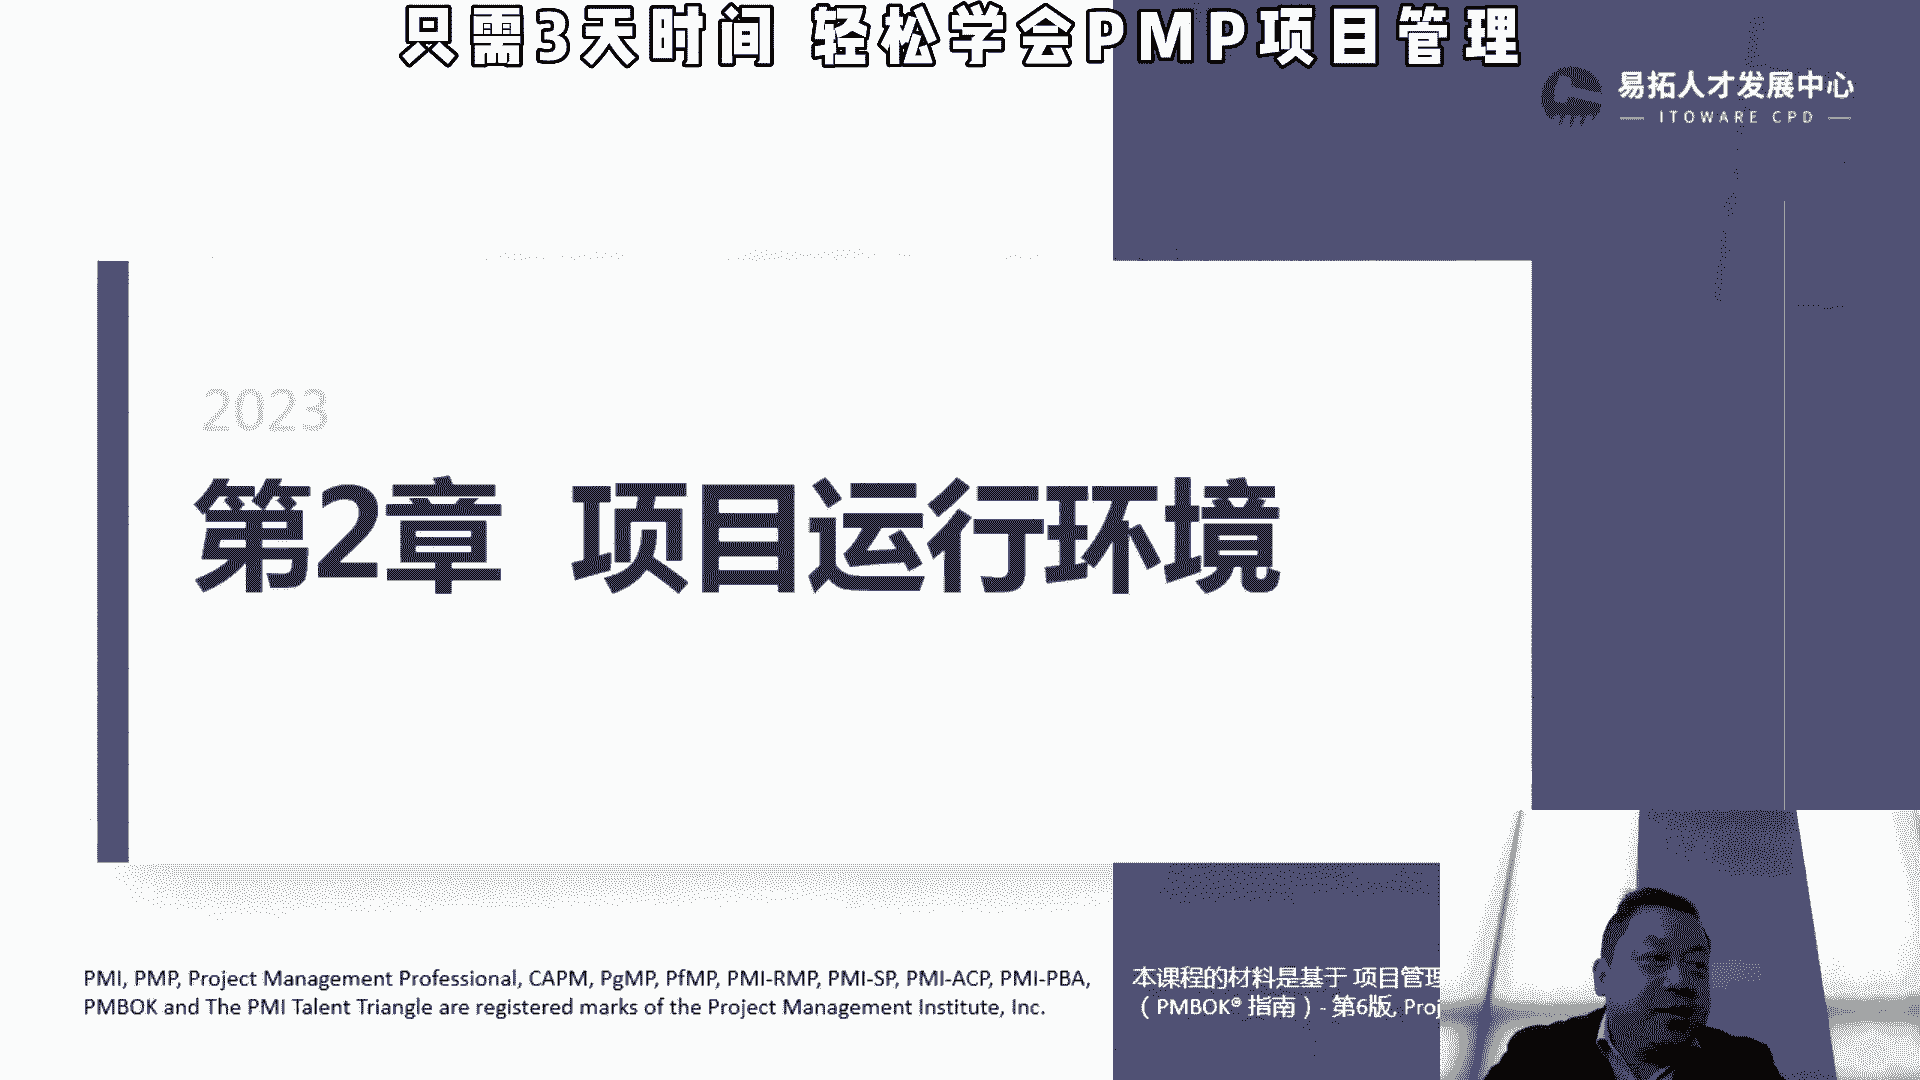 只需3天时间 轻松学会PMP项目管理
易拓人才发展中心
ITOWARE CPD
2023
第2章 项目运行环境
PMI, PMP, Project Management Professional, CAPM, PgMP, PfMP, PMI-RMP, PMI-SP, PMI-ACP, PMI-PBA,
PMBOK and The PMI Talent Triangle are registered marks of the Project Management Institute, Inc.
本课程的材料是基于 项目管理
（PMBOK® 指南）- 第6版, Proj